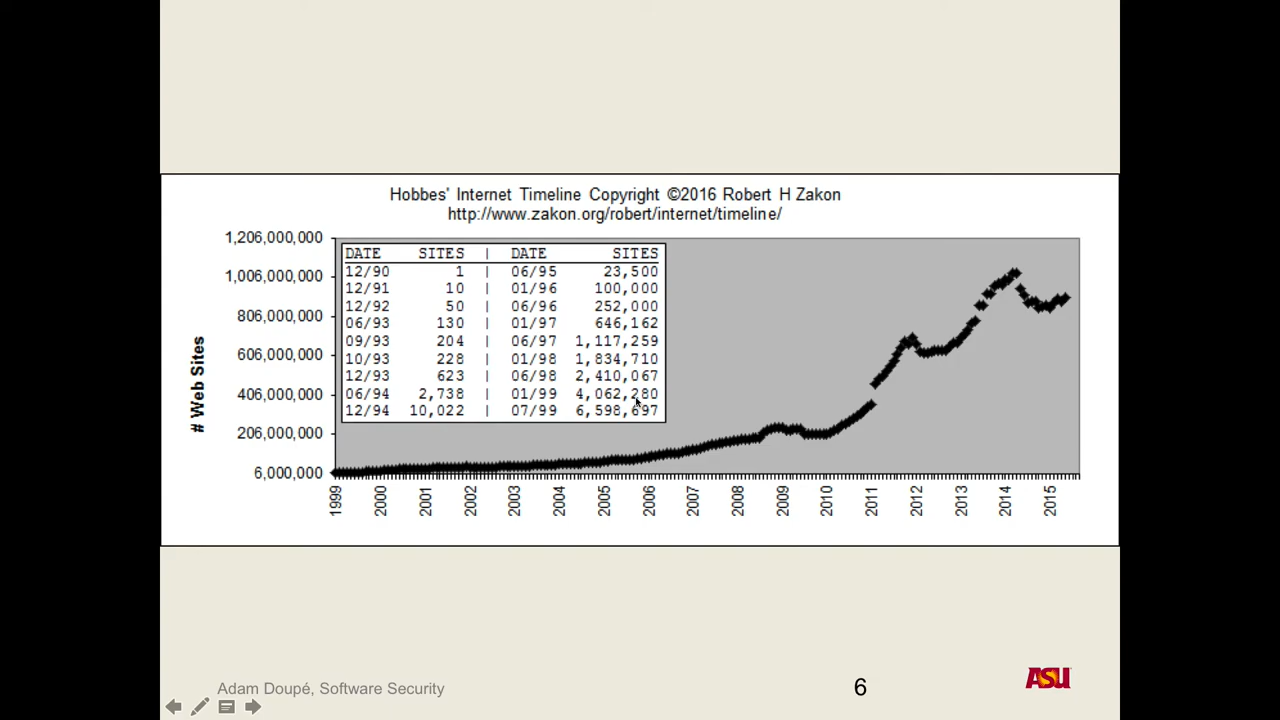 Hobbes' Internet Timeline Copyright ©2016 Robert H Zakon
http://www.zakon.org/robert/internet/timeline/
# Web Sites
1,206,000,000
1,006,000,000
806,000,000
606,000,000
406,000,000
206,000,000
6,000,000
DATE SITES | DATE SITES
12/90 1 | 06/95 23,500
12/91 10 | 01/96 100,000
12/92 50 | 06/96 252,000
06/93 130 | 01/97 646,162
09/93 204 | 06/97 1,117,259
10/93 228 | 01/98 1,834,710
12/93 623 | 06/98 2,410,067
06/94 2,738 | 01/99 4,062,280
12/94 10,022 | 07/99 6,598,697
1999 2000 2001 2002 2003 2004 2005 2006 2007 2008 2009 2010 2011 2012 2013 2014 2015
Adam Doupé, Software Security
6
ASU